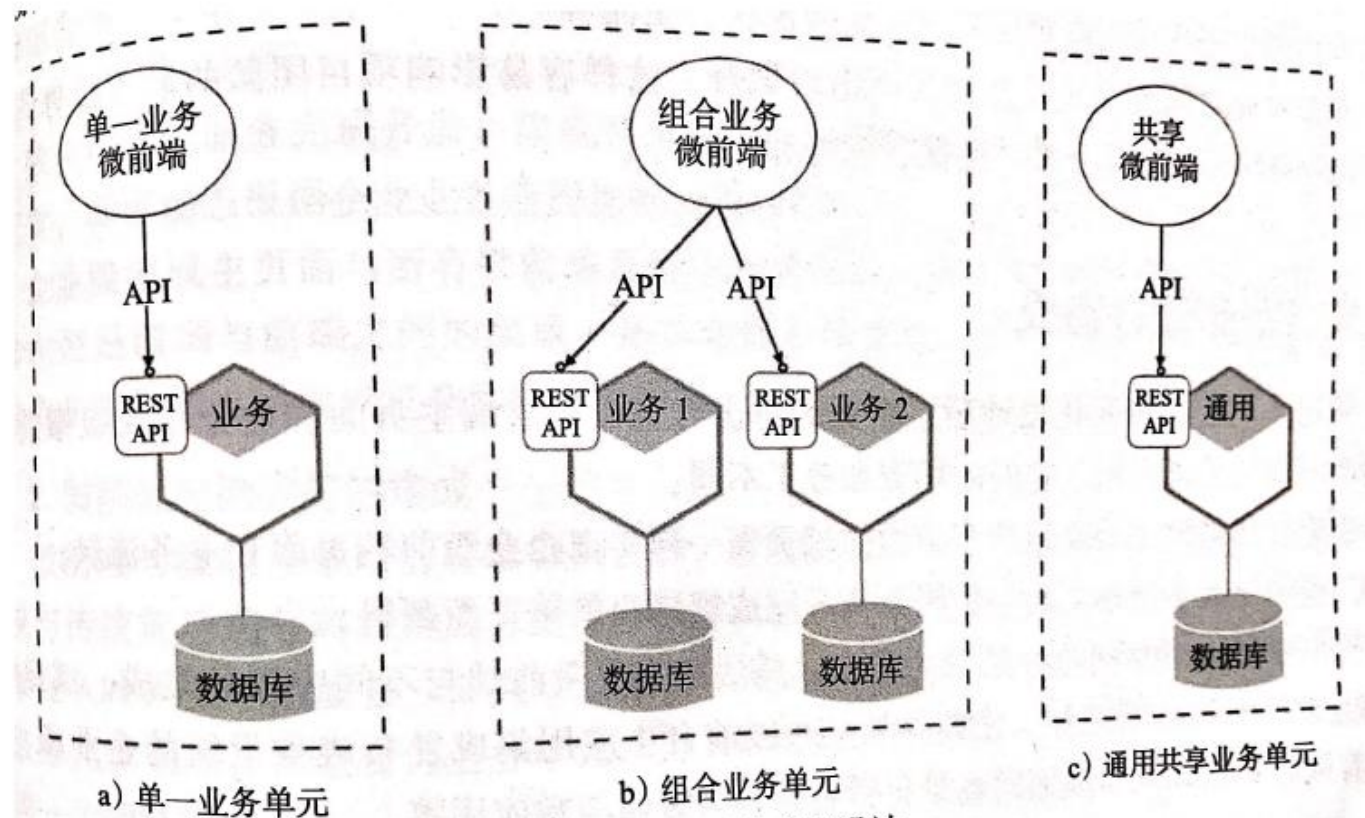 单一业务
微前端
API
REST
API
业务
数据库
a) 单一业务单元
组合业务
微前端
API
API
REST
API
业务 1
REST
API
业务 2
数据库
数据库
b) 组合业务单元
共享
微前端
API
REST
API
通用
数据库
c) 通用共享业务单元